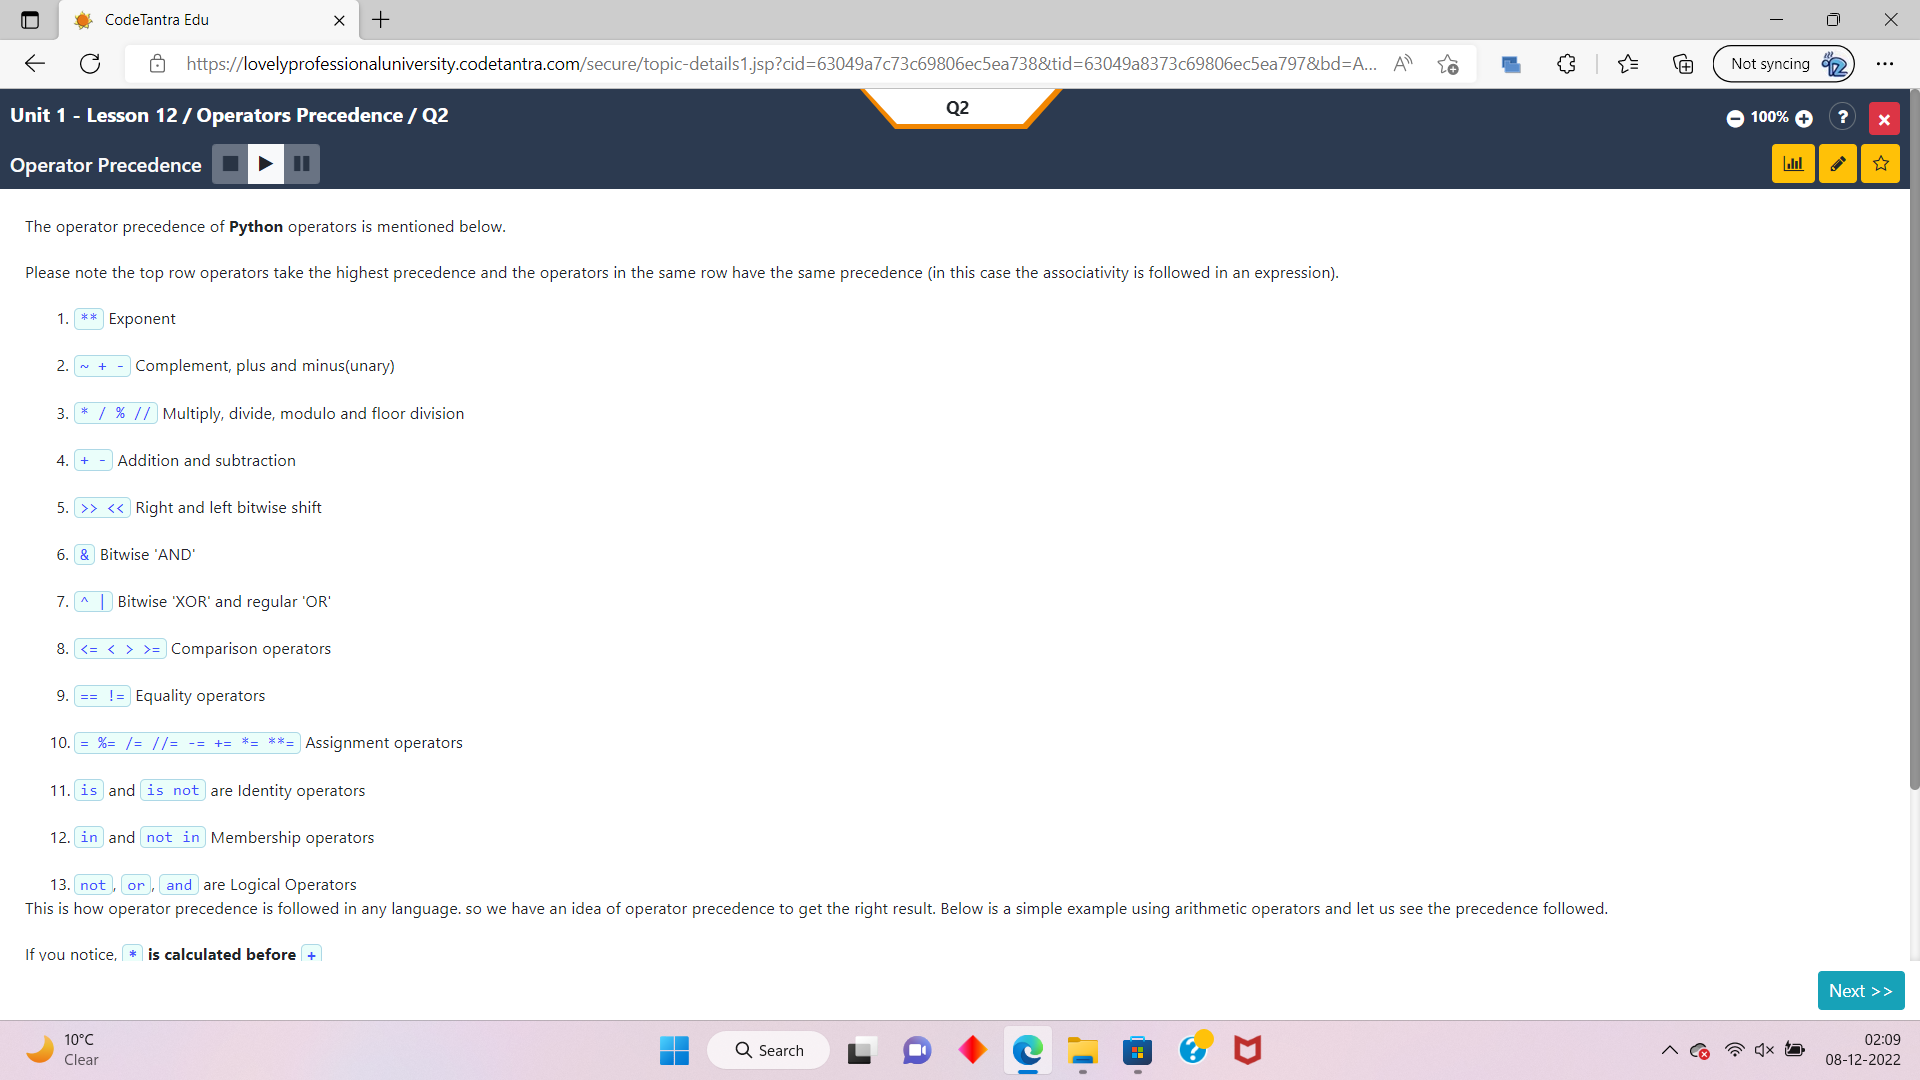 CodeTantra Edu
https://lovelyprofessionaluniversity.codetantra.com/secure/topic-details1.jsp?cid=63049a7c73c69806ec5ea738&tid=63049a8373c69806ec5ea797&bd=A...
Not syncing
Unit 1 - Lesson 12 / Operators Precedence / Q2
Q2
100%
?
Operator Precedence
The operator precedence of Python operators is mentioned below.
Please note the top row operators take the highest precedence and the operators in the same row have the same precedence (in this case the associativity is followed in an expression).
1. ** Exponent
2. ~ + - Complement, plus and minus(unary)
3. * / % // Multiply, divide, modulo and floor division
4. + - Addition and subtraction
5. >> << Right and left bitwise shift
6. & Bitwise 'AND'
7. ^ | Bitwise 'XOR' and regular 'OR'
8. <= < > >= Comparison operators
9. == != Equality operators
10. = %= /= //= -= += *= **= Assignment operators
11. is and is not are Identity operators
12. in and not in Membership operators
13. not, or, and are Logical Operators
This is how operator precedence is followed in any language. so we have an idea of operator precedence to get the right result. Below is a simple example using arithmetic operators and let us see the precedence followed.
If you notice, * is calculated before +
Next >>
10°C
Clear
Search
02:09
08-12-2022